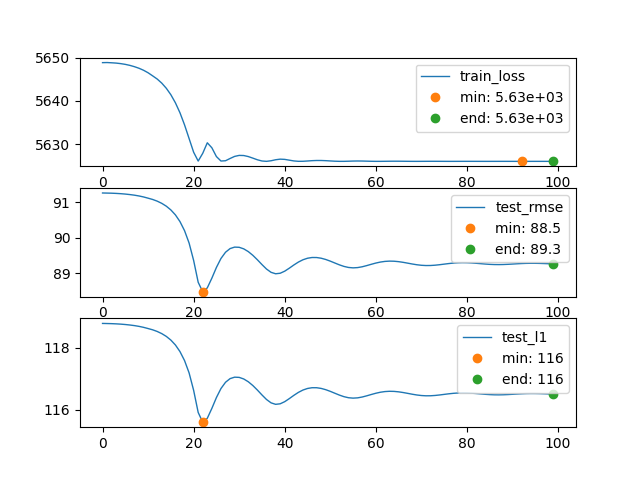 5650
5640
5630
train_loss
min: 5.63e+03
end: 5.63e+03
0 20 40 60 80 100
91
90
89
test_rmse
min: 88.5
end: 89.3
0 20 40 60 80 100
118
116
test_l1
min: 116
end: 116
0 20 40 60 80 100